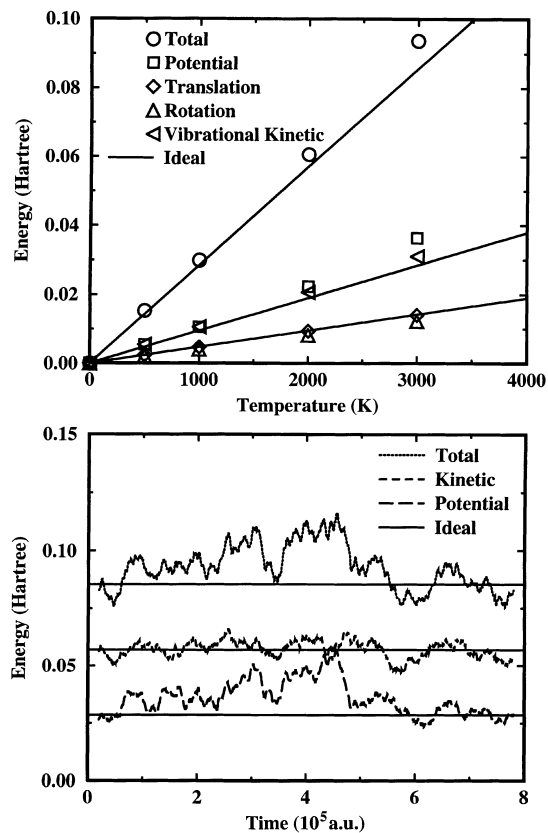 0.10
0.08
0.06
0.04
0.02
0.00
Energy (Hartree)
Total
Potential
Translation
Rotation
Vibrational Kinetic
Ideal
0 1000 2000 3000 4000
Temperature (K)
0.15
0.10
0.05
0.00
Energy (Hartree)
Total
Kinetic
Potential
Ideal
0 2 4 6 8
Time (10⁵a.u.)